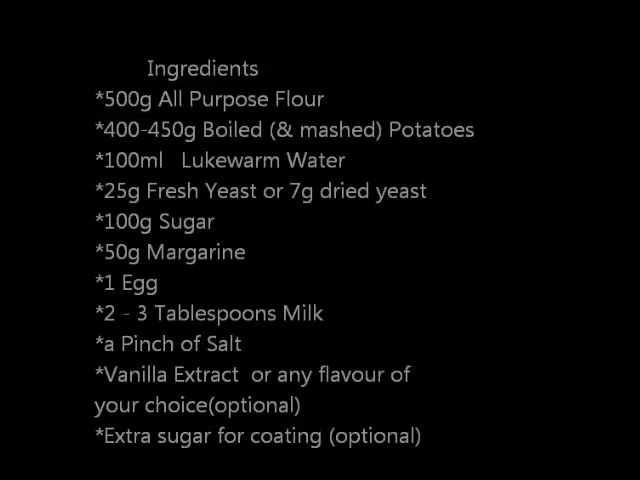 Ingredients
*500g All Purpose Flour
*400-450g Boiled (& mashed) Potatoes
*100ml   Lukewarm Water
*25g Fresh Yeast or 7g dried yeast
*100g Sugar
*50g Margarine
*1 Egg
*2 - 3 Tablespoons Milk
*a Pinch of Salt
*Vanilla Extract  or any flavour of
your choice(optional)
*Extra sugar for coating (optional)